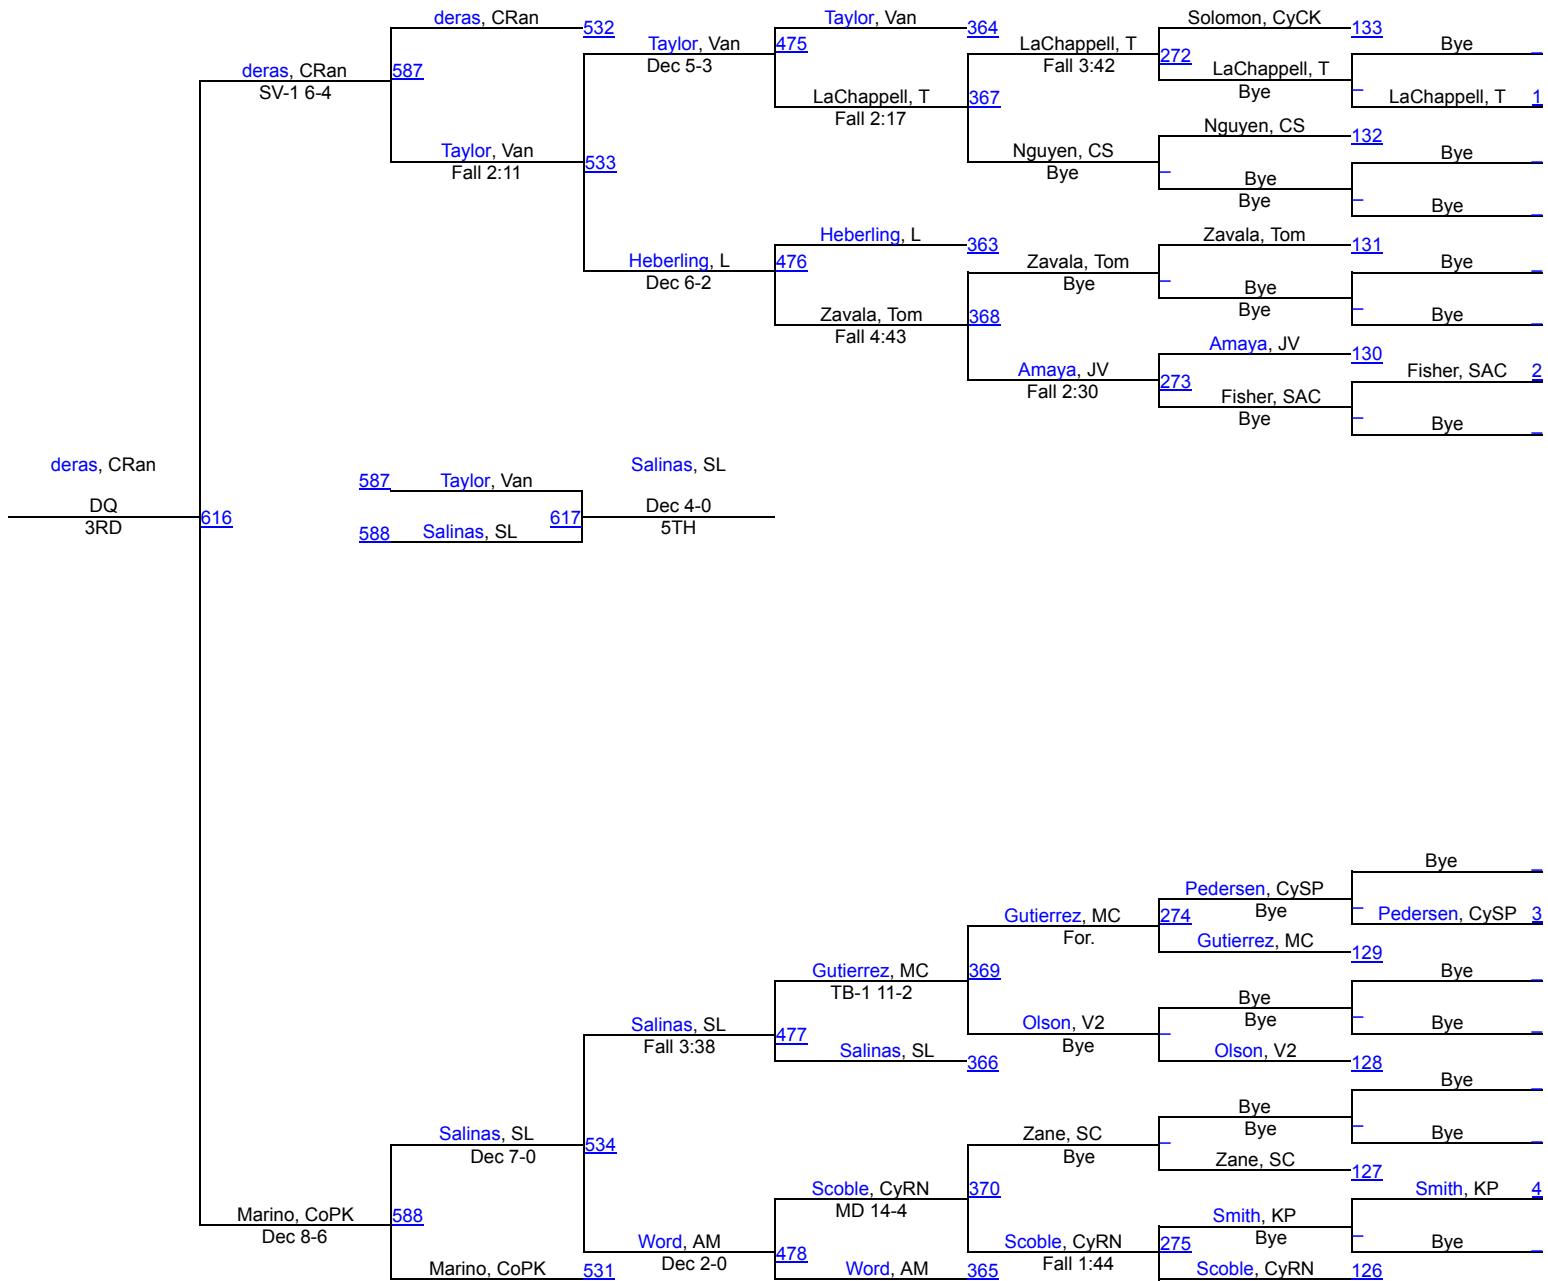 deras, CRan 532
Taylor, Van 364
Solomon, CyCK 133
Taylor, Van 475
Dec 5-3
LaChappell, T 272
Fall 3:42
Bye _
deras, CRan 587
SV-1 6-4
LaChappell, T _
Bye
LaChappell, T 1
LaChappell, T 367
Fall 2:17
Nguyen, CS 132
Taylor, Van 533
Fall 2:11
Nguyen, CS _
Bye
Bye _
Bye _
Bye
Bye _
Heberling, L 363
Zavala, Tom 131
Heberling, L 476
Dec 6-2
Zavala, Tom _
Bye
Bye _
Bye _
Bye
Bye _
Zavala, Tom 368
Fall 4:43
Amaya, JV 130
Amaya, JV 273
Fall 2:30
Fisher, SAC 2
Fisher, SAC _
Bye
Bye _
deras, CRan
DQ
3RD
616
587 Taylor, Van
588 Salinas, SL
617
Salinas, SL
Dec 4-0
5TH
Bye _
Pedersen, CySP _
Bye
Pedersen, CySP 3
Gutierrez, MC 274
For.
Gutierrez, MC 129
Gutierrez, MC 369
TB-1 11-2
Bye _
Bye _
Bye
Bye _
Salinas, SL 477
Fall 3:38
Olson, V2 _
Bye
Salinas, SL 366
Olson, V2 128
Bye _
Bye _
Bye
Bye _
Salinas, SL 534
Dec 7-0
Zane, SC _
Bye
Zane, SC 127
Scoble, CyRN 370
MD 14-4
Smith, KP 4
Marino, CoPK 588
Dec 8-6
Smith, KP _
Bye
Bye _
Word, AM 478
Dec 2-0
Scoble, CyRN 275
Fall 1:44
Marino, CoPK 531
Word, AM 365
Scoble, CyRN 126